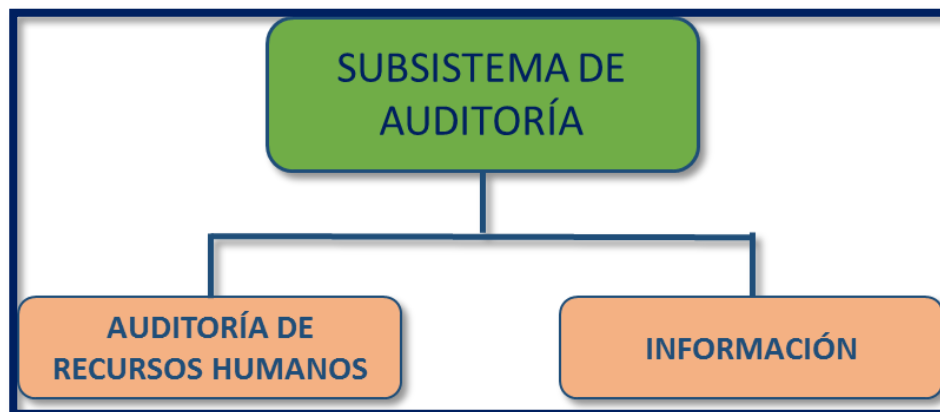 SUBSISTEMA DE
AUDITORÍA
AUDITORÍA DE
RECURSOS HUMANOS
INFORMACIÓN